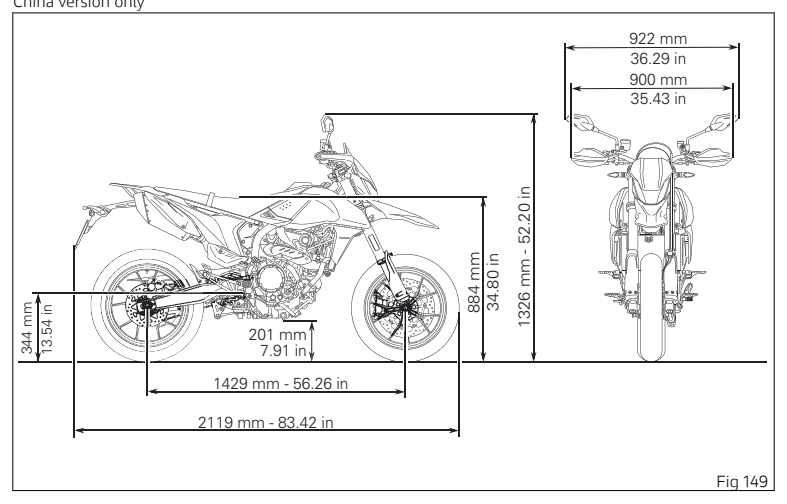 China version only
922 mm
36.29 in
900 mm
35.43 in
1326 mm - 52.20 in
884 mm
34.80 in
344 mm
13.54 in
201 mm
7.91 in
1429 mm - 56.26 in
2119 mm - 83.42 in
Fig 149